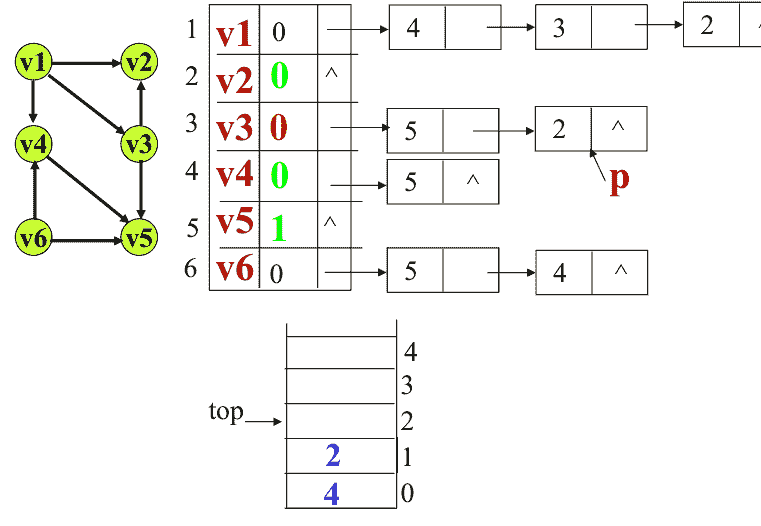 v1 v2
v4 v3
v6 v5
1 v1 0 4 3 2 ^
2 v2 0 ^
3 v3 0 5 2 ^
p
4 v4 0 5 ^
5 v5 1 ^
6 v6 0 5 4 ^
4
3
top 2
2 1
4 0